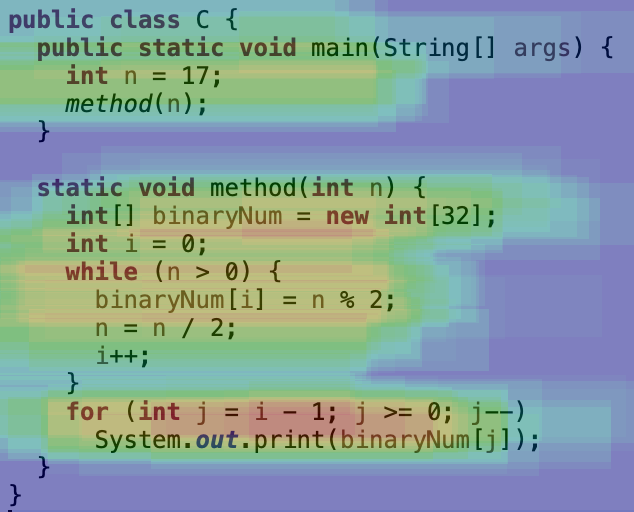 public class C {
  public static void main(String[] args) {
    int n = 17;
    method(n);
  }

  static void method(int n) {
    int[] binaryNum = new int[32];
    int i = 0;
    while (n > 0) {
      binaryNum[i] = n % 2;
      n = n / 2;
      i++;
    }
    for (int j = i - 1; j >= 0; j--)
      System.out.print(binaryNum[j]);
  }
}